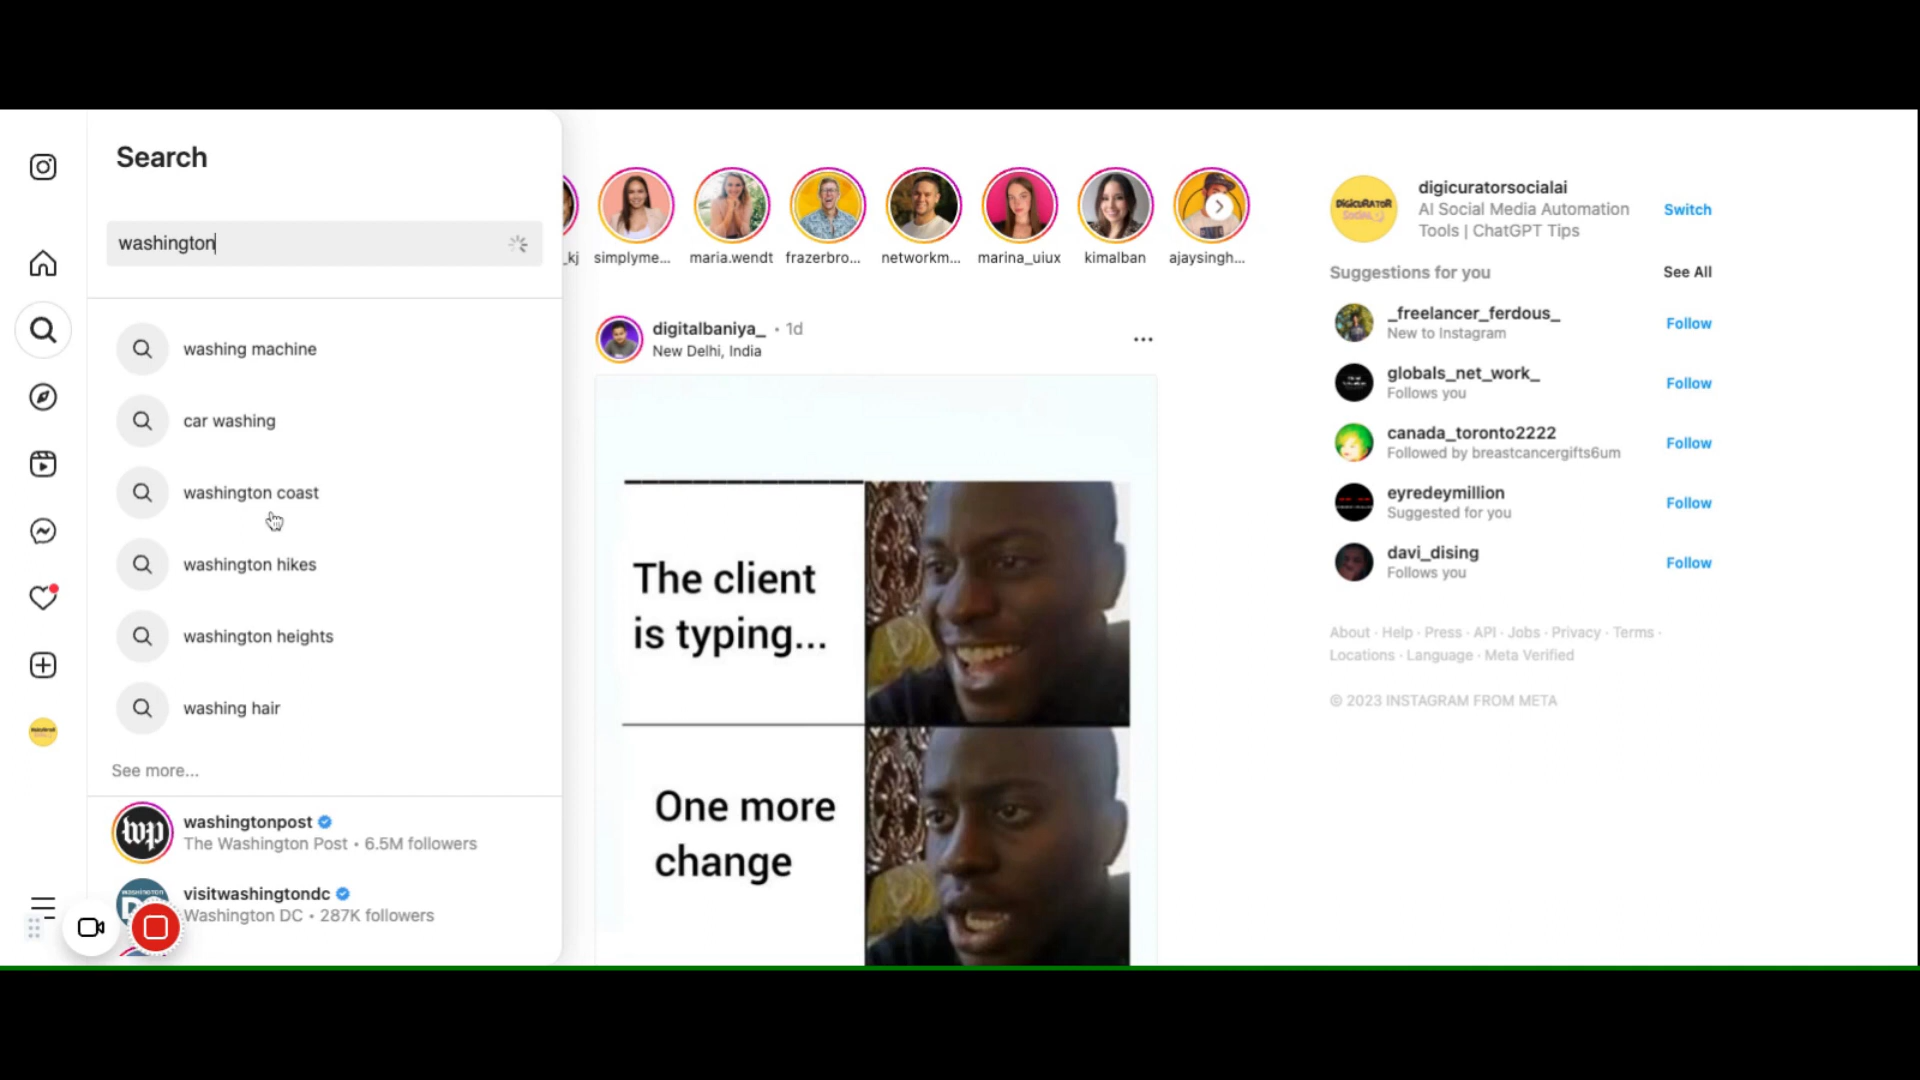 Search
washington
washing machine
car washing
washington coast
washington hikes
washington heights
washing hair
See more...
washingtonpost
The Washington Post • 6.5M followers
visitwashingtondc
Washington DC • 287K followers
_kj
simplyme...
maria.wendt
frazerbro...
networkm...
marina_uiux
kimalban
ajaysingh...
digitalbaniya_ • 1d
New Delhi, India
The client
is typing...
One more
change
DIGICURATOR
SOCIAL
digicuratorsocialai
AI Social Media Automation
Tools | ChatGPT Tips
Switch
Suggestions for you
See All
_freelancer_ferdous_
New to Instagram
Follow
globals_net_work_
Follows you
Follow
canada_toronto2222
Followed by breastcancergifts6um
Follow
eyredeymillion
Suggested for you
Follow
davi_dising
Follows you
Follow
About · Help · Press · API · Jobs · Privacy · Terms ·
Locations · Language · Meta Verified
© 2023 INSTAGRAM FROM META